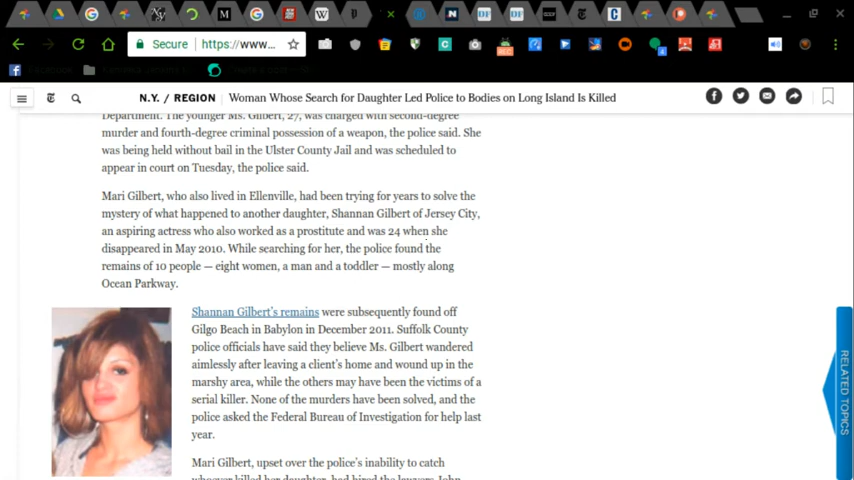 Secure
https://www...
N.Y. / REGION
Woman Whose Search for Daughter Led Police to Bodies on Long Island Is Killed
Department. The younger Ms. Gilbert, 27, was charged with second-degree
murder and fourth-degree criminal possession of a weapon, the police said. She
was being held without bail in the Ulster County Jail and was scheduled to
appear in court on Tuesday, the police said.
Mari Gilbert, who also lived in Ellenville, had been trying for years to solve the
mystery of what happened to another daughter, Shannan Gilbert of Jersey City,
an aspiring actress who also worked as a prostitute and was 24 when she
disappeared in May 2010. While searching for her, the police found the
remains of 10 people — eight women, a man and a toddler — mostly along
Ocean Parkway.
Shannan Gilbert's remains were subsequently found off
Gilgo Beach in Babylon in December 2011. Suffolk County
police officials have said they believe Ms. Gilbert wandered
aimlessly after leaving a client's home and wound up in the
marshy area, while the others may have been the victims of a
serial killer. None of the murders have been solved, and the
police asked the Federal Bureau of Investigation for help last
year.
Mari Gilbert, upset over the police's inability to catch
whoever killed her daughter, had hired the lawyers John
RELATED TOPICS